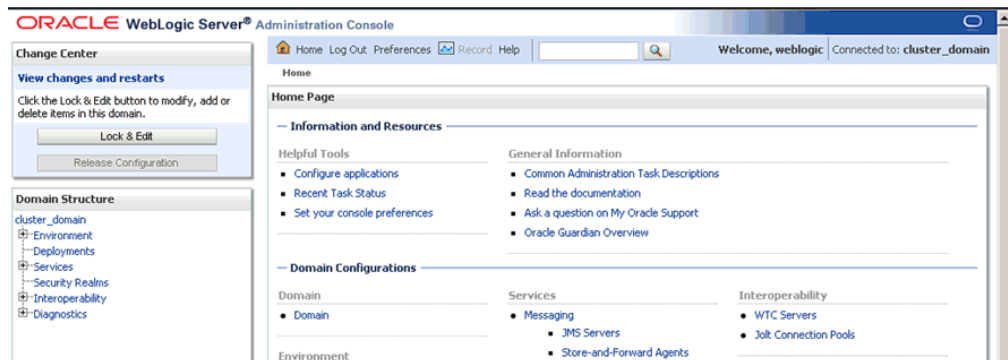 ORACLE WebLogic Server® Administration Console
Change Center
View changes and restarts
Click the Lock & Edit button to modify, add or
delete items in this domain.
Lock & Edit
Release Configuration
Domain Structure
cluster_domain
Environment
Deployments
Services
Security Realms
Interoperability
Diagnostics
Home Log Out Preferences Record Help
Welcome, weblogic Connected to: cluster_domain
Home
Home Page
Information and Resources
Helpful Tools
Configure applications
Recent Task Status
Set your console preferences
General Information
Common Administration Task Descriptions
Read the documentation
Ask a question on My Oracle Support
Oracle Guardian Overview
Domain Configurations
Domain
Domain
Environment
Services
Messaging
JMS Servers
Store-and-Forward Agents
Interoperability
WTC Servers
Jolt Connection Pools